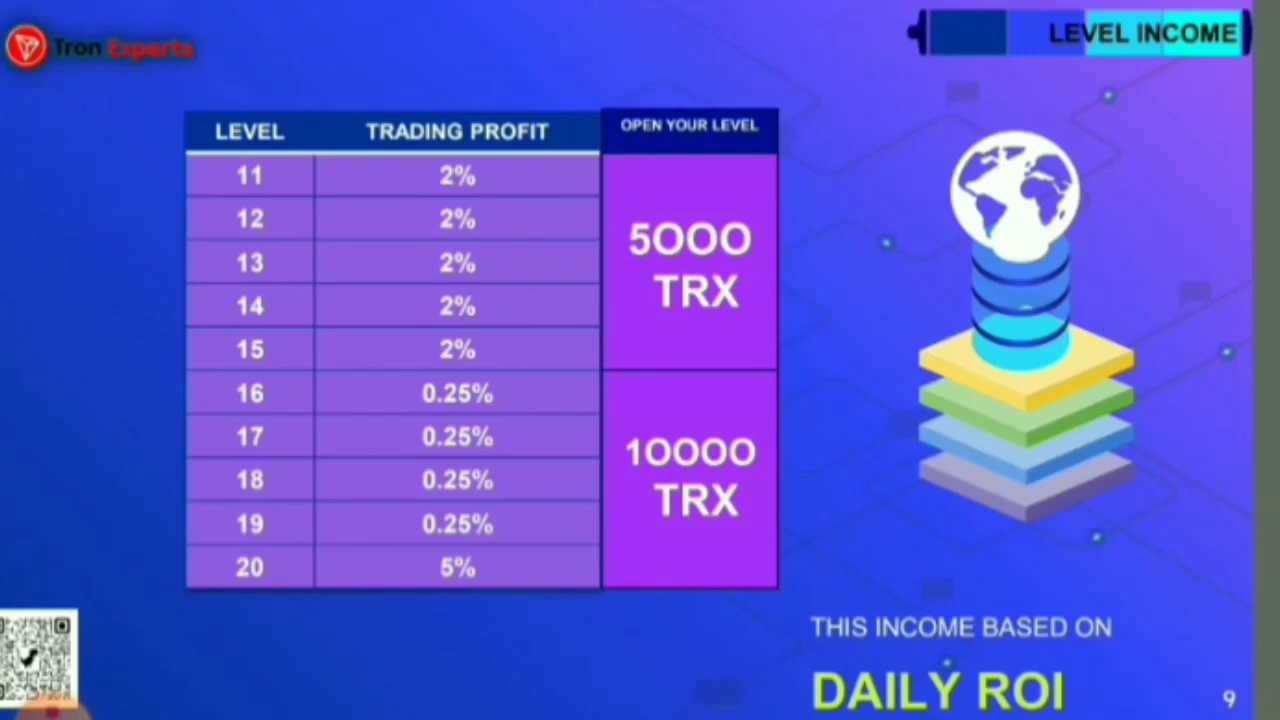 Tron Experts
LEVEL INCOME
LEVEL TRADING PROFIT OPEN YOUR LEVEL
11 2%
12 2%
13 2%
14 2%
15 2%
5000
TRX
16 0.25%
17 0.25%
18 0.25%
19 0.25%
20 5%
10000
TRX
THIS INCOME BASED ON
DAILY ROI
9